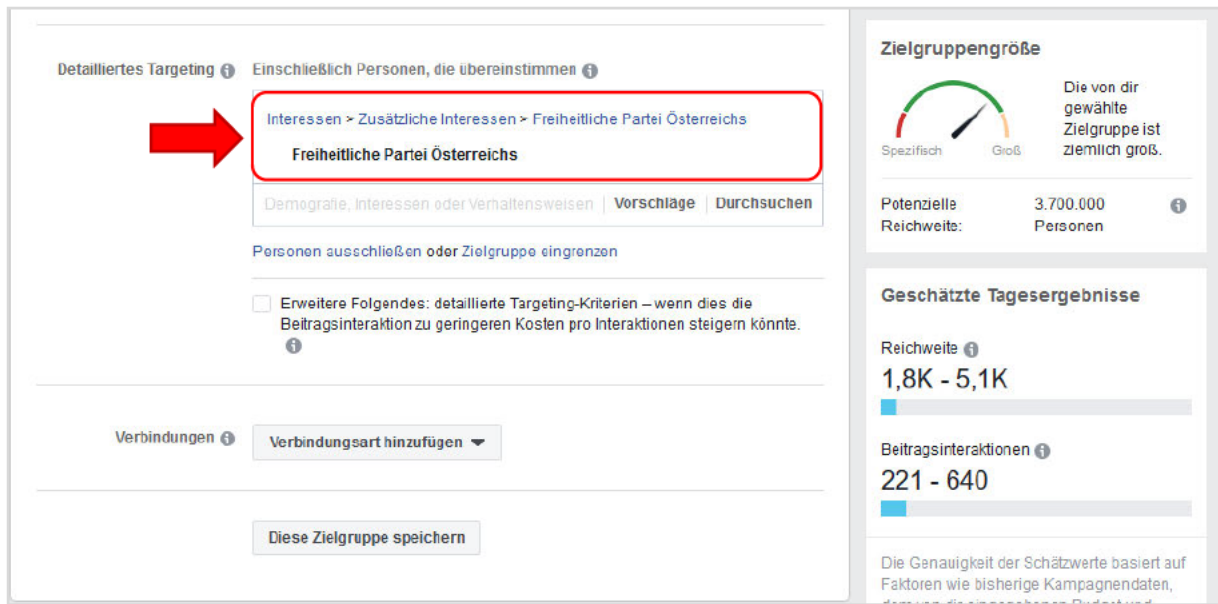 Detailliertes Targeting
Einschließlich Personen, die übereinstimmen
Interessen > Zusätzliche Interessen > Freiheitliche Partei Österreichs
Freiheitliche Partei Österreichs
Demografie, Interessen oder Verhaltensweisen | Vorschläge | Durchsuchen
Personen ausschließen oder Zielgruppe eingrenzen
Erweitere Folgendes: detaillierte Targeting-Kriterien – wenn dies die
Beitragsinteraktion zu geringeren Kosten pro Interaktionen steigern könnte.
Verbindungen
Verbindungsart hinzufügen
Diese Zielgruppe speichern
Zielgruppengröße
Spezifisch
Groß
Die von dir
gewählte
Zielgruppe ist
ziemlich groß.
Potenzielle
Reichweite:
3.700.000
Personen
Geschätzte Tagesergebnisse
Reichweite
1,8K - 5,1K
Beitragsinteraktionen
221 - 640
Die Genauigkeit der Schätzwerte basiert auf
Faktoren wie bisherige Kampagnendaten,